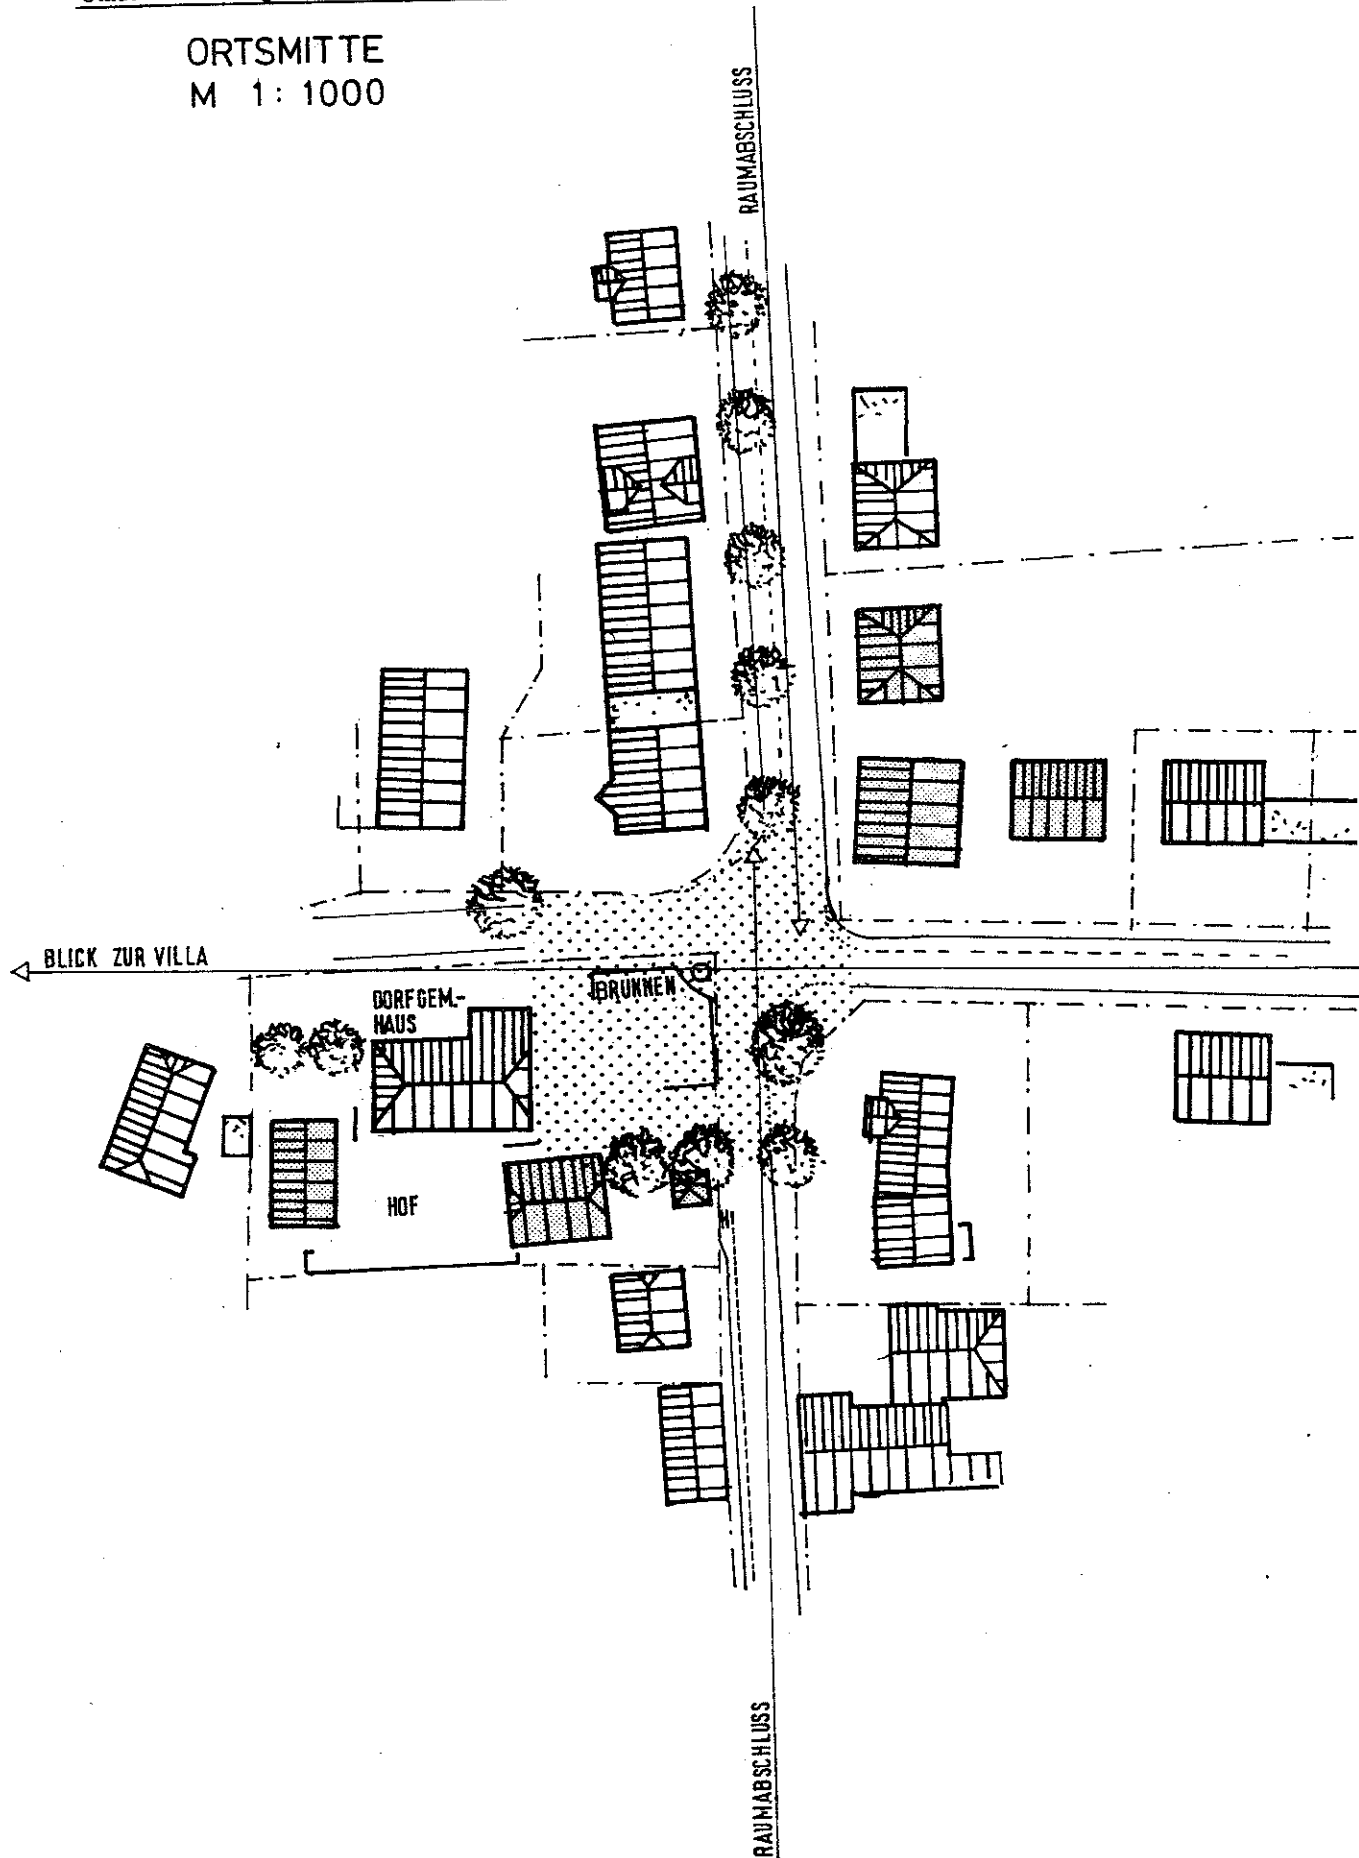 ORTSMITTE
M 1:1000
RAUMABSCHLUSS
BLICK ZUR VILLA
BRUNNEN
DORFGEM.-
HAUS
HOF
H
RAUMABSCHLUSS